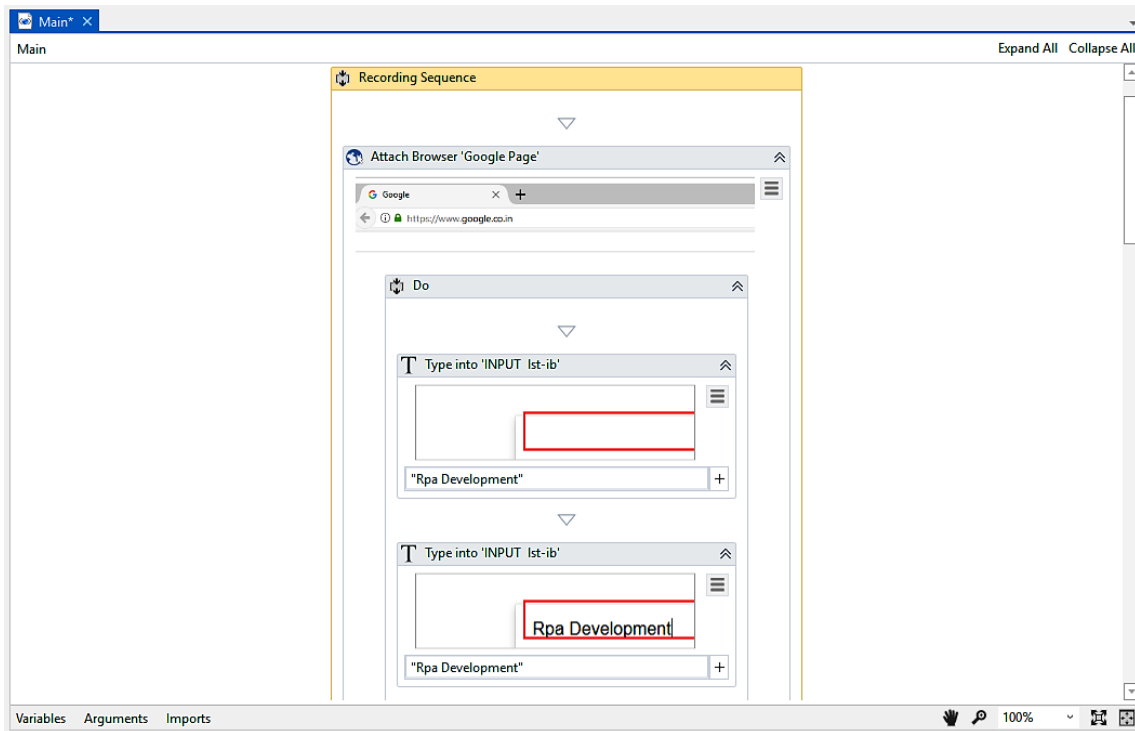 Main*
Main
Expand All Collapse All
Recording Sequence
Attach Browser 'Google Page'
G Google
https://www.google.co.in
Do
T Type into 'INPUT lst-ib'
"Rpa Development"
T Type into 'INPUT lst-ib'
Rpa Development
"Rpa Development"
Variables Arguments Imports
100%